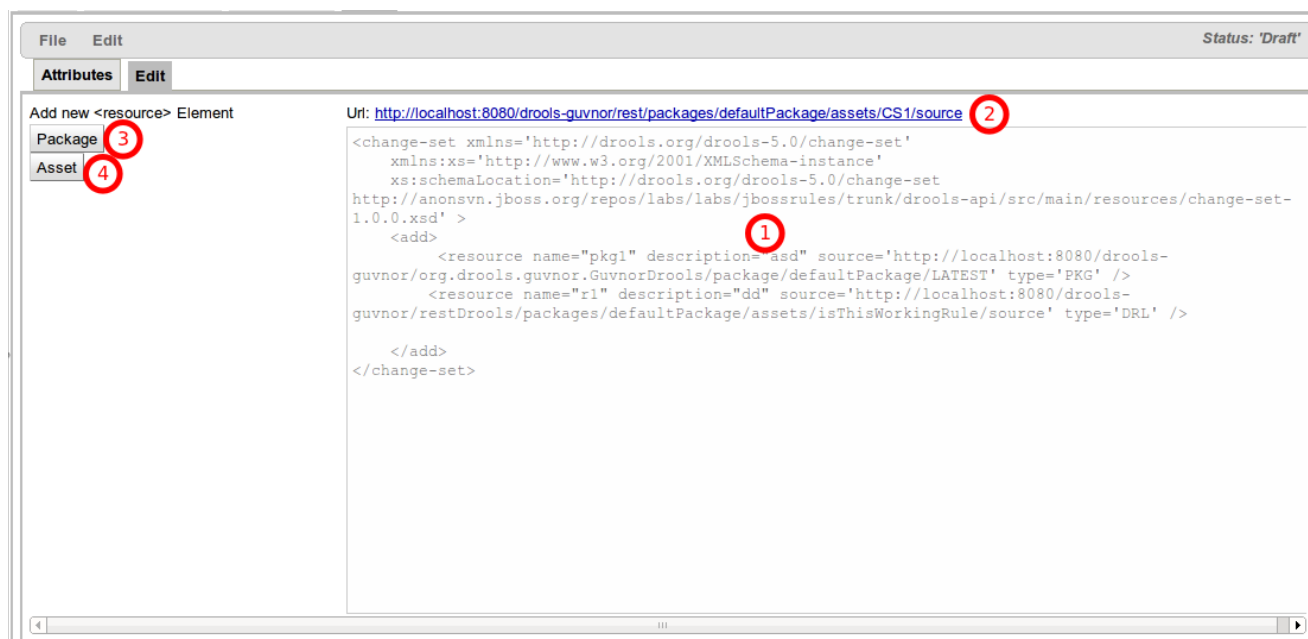 File Edit Status: 'Draft'
Attributes Edit
Add new <resource> Element
Package 3
Asset 4
Url: http://localhost:8080/drools-guvnor/rest/packages/defaultPackage/assets/CS1/source 2
<change-set xmlns='http://drools.org/drools-5.0/change-set'
xmlns:xs='http://www.w3.org/2001/XMLSchema-instance'
xs:schemaLocation='http://drools.org/drools-5.0/change-set
http://anonsvn.jboss.org/repos/labs/labs/jbossrules/trunk/drools-api/src/main/resources/change-set-
1.0.0.xsd' >
<add> 1
<resource name="pkg1" description="asd" source='http://localhost:8080/drools-
guvnor/org.drools.guvnor.GuvnorDrools/package/defaultPackage/LATEST' type='PKG' />
<resource name="r1" description="dd" source='http://localhost:8080/drools-
guvnor/restDrools/packages/defaultPackage/assets/isThisWorkingRule/source' type='DRL' />
</add>
</change-set>